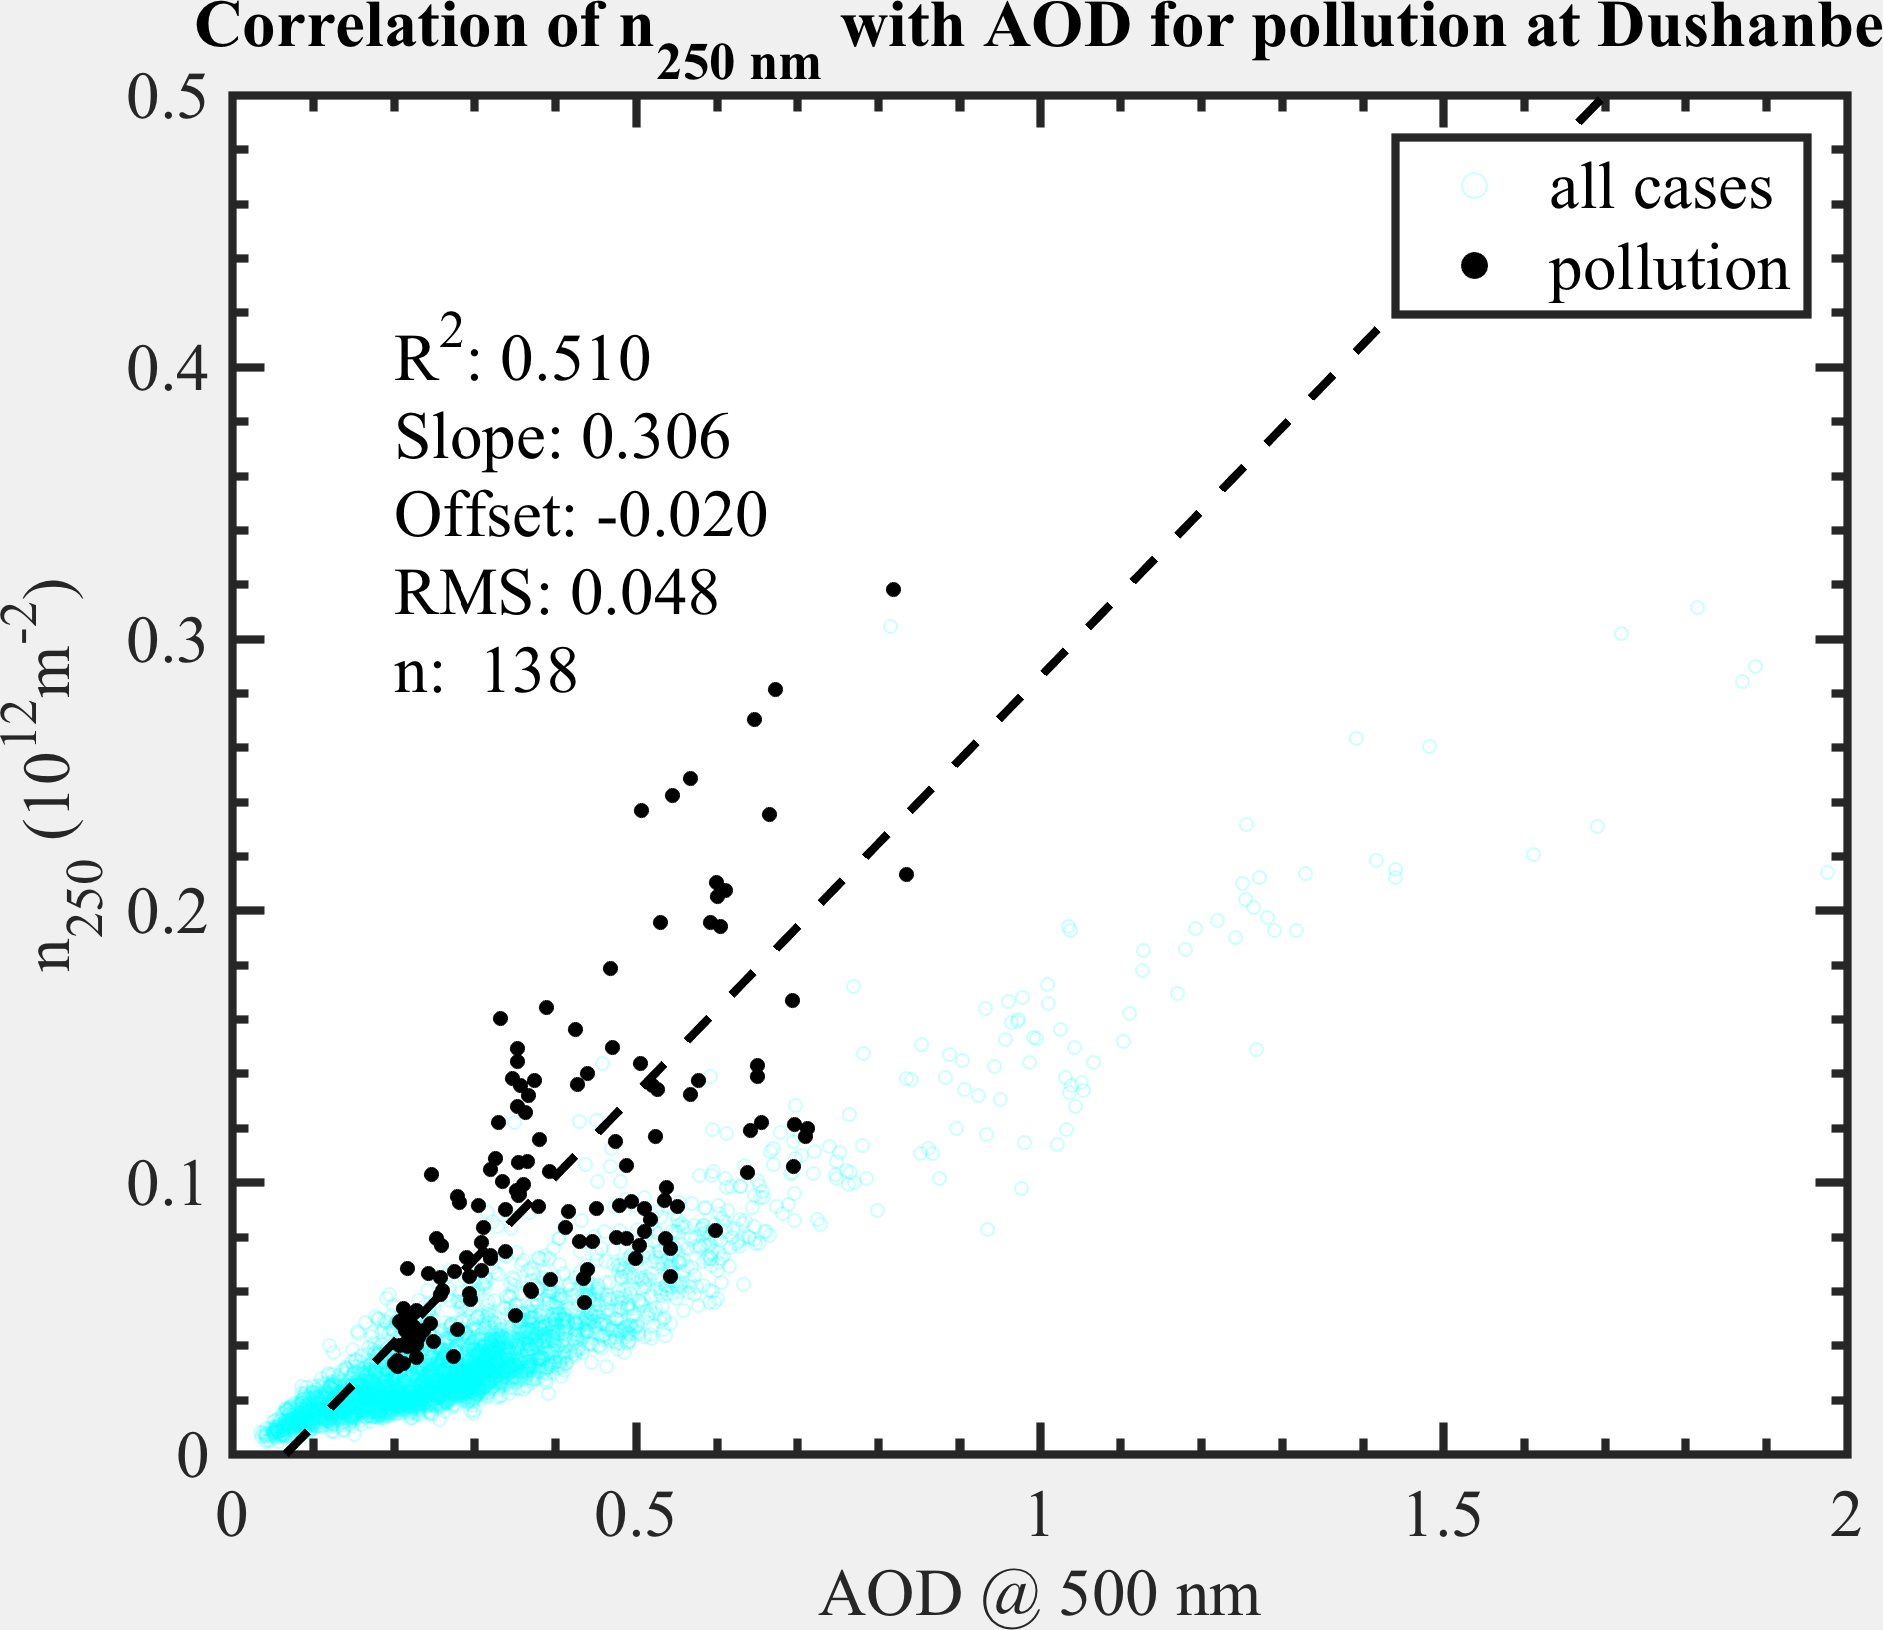 Correlation of n250 nm with AOD for pollution at Dushanbe
0.5
0.4
0.3
0.2
0.1
0
n250 (10^12m^-2)
all cases
pollution
R^2: 0.510
Slope: 0.306
Offset: -0.020
RMS: 0.048
n: 138
0 0.5 1 1.5 2
AOD @ 500 nm